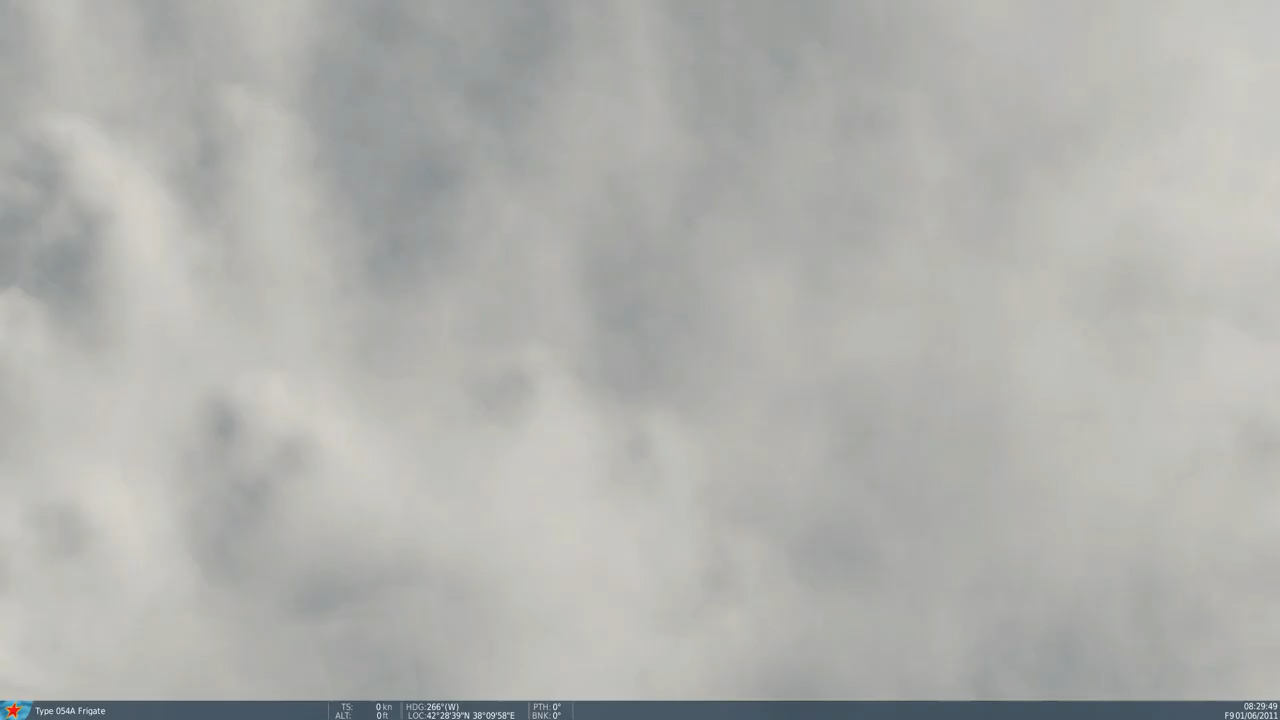 Type 054A Frigate
TS: 0 kn
ALT: 0 ft
HDG:266°(W)
LOC:42°28'39"N 38°09'58"E
PTH: 0°
BNK: 0°
08:29:49
F9 01/06/2011